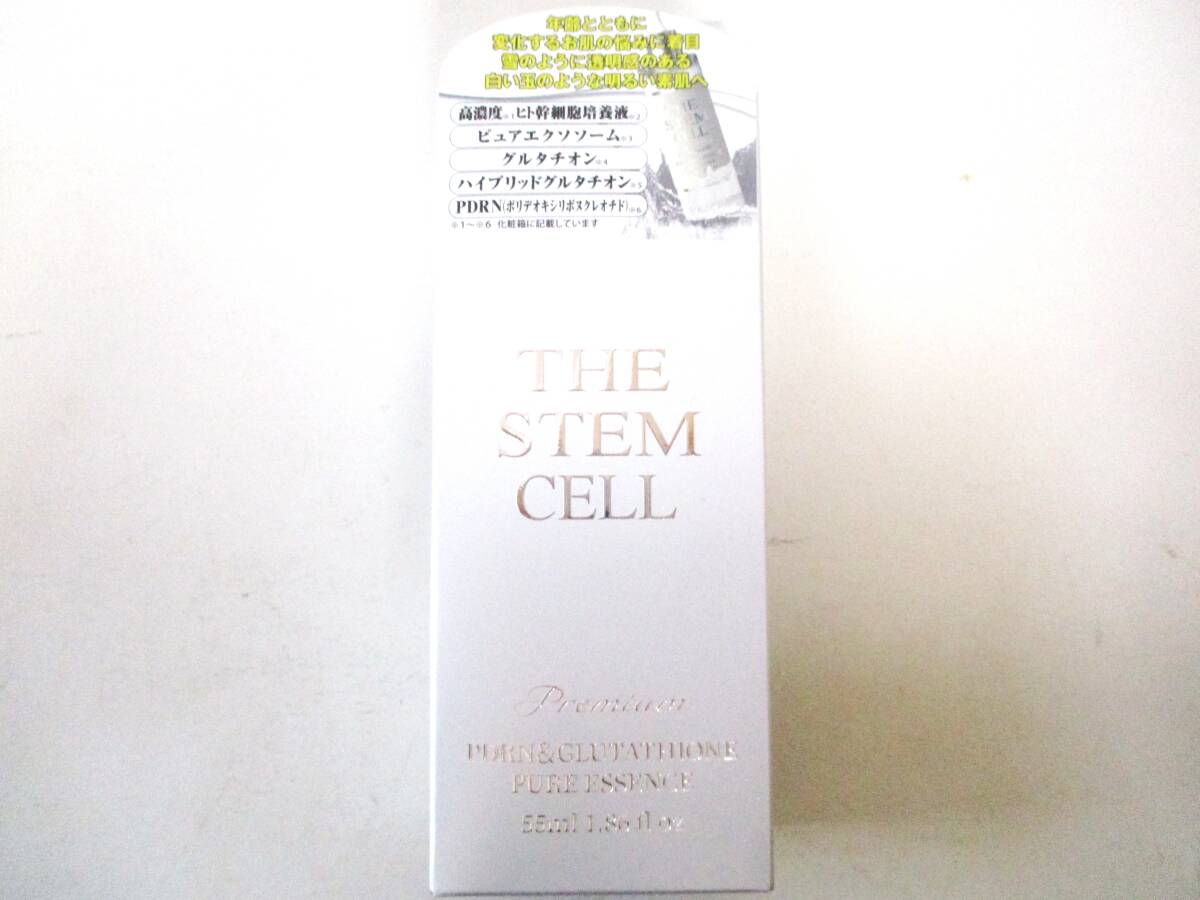 年齢とともに
変化するお肌の悩みに着目
雪のように透明感のある
白い玉のような明るい素肌へ
高濃度※1ヒト幹細胞培養液※2
ピュアエクソソーム※3
グルタチオン※4
ハイブリッドグルタチオン※5
PDRN(ポリデオキシリボヌクレオチド)※6
※1～※6 化粧箱に記載しています
THE
STEM
CELL
Premium
PDRN&GLUTATHIONE
PURE ESSENCE
55ml 1.86 fl oz